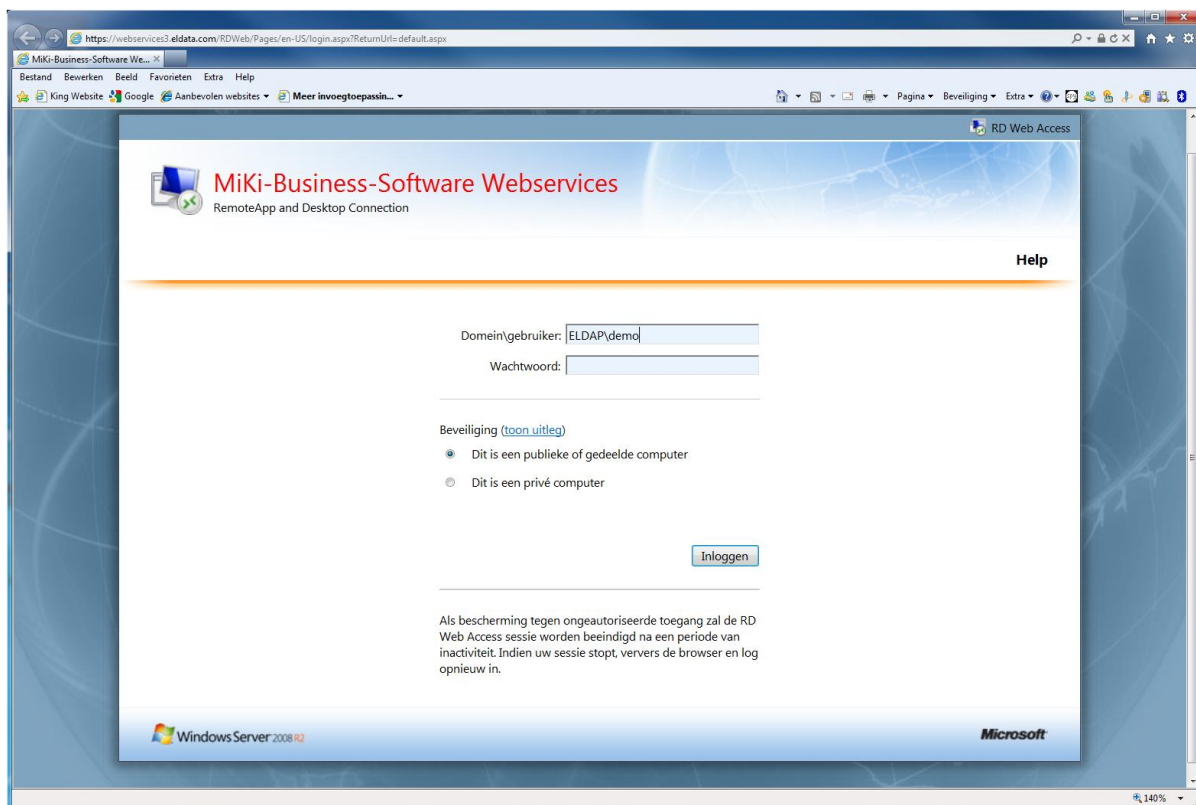 https://webservices3.eldata.com/RDWeb/Pages/en-US/login.aspx?ReturnUrl=default.aspx
MiKi-Business-Software We...
Bestand Bewerken Beeld Favorieten Extra Help
King Website Google Aanbevolen websites Meer invoegtoepassin... Pagina Beveiliging Extra
RD Web Access
MiKi-Business-Software Webservices
RemoteApp and Desktop Connection
Help
Domein\gebruiker: ELDAP\demo
Wachtwoord:
Beveiliging (toon uitleg)
Dit is een publieke of gedeelde computer
Dit is een privé computer
Inloggen
Als bescherming tegen ongeautoriseerde toegang zal de RD
Web Access sessie worden beeindigd na een periode van
inactiviteit. Indien uw sessie stopt, ververs de browser en log
opnieuw in.
Windows Server 2008 R2
Microsoft
140%